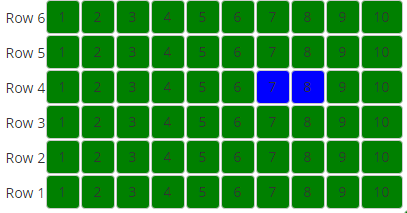 Row 6 1 2 3 4 5 6 7 8 9 10
Row 5 1 2 3 4 5 6 7 8 9 10
Row 4 1 2 3 4 5 6 7 8 9 10
Row 3 1 2 3 4 5 6 7 8 9 10
Row 2 1 2 3 4 5 6 7 8 9 10
Row 1 1 2 3 4 5 6 7 8 9 10